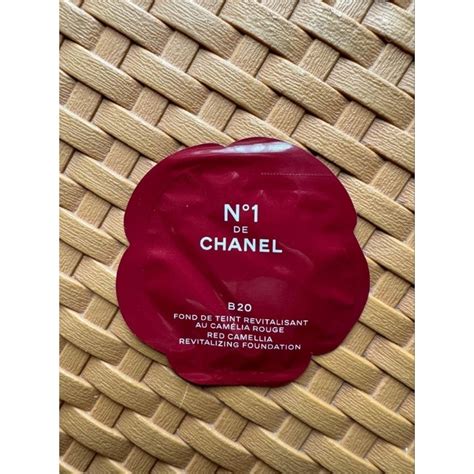 N°1
DE
CHANEL
B20
FOND DE TEINT REVITALISANT
AU CAMÉLIA ROUGE
RED CAMELLIA
REVITALIZING FOUNDATION